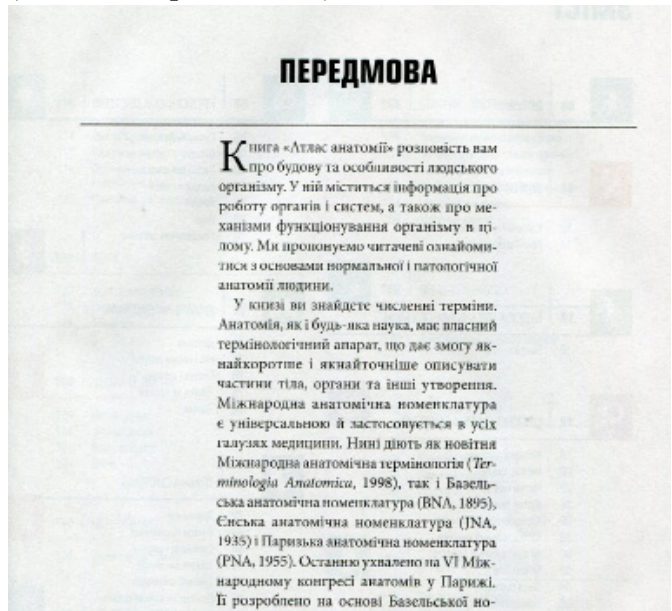 ПЕРЕДМОВА
Книга «Атлас анатомії» розповість вам
про будову та особливості людського
організму. У ній міститься інформація про
роботу органів і систем, а також про ме-
ханізми функціонування організму в ці-
лому. Ми пропонуємо читачеві ознайоми-
тися з основами нормальної і патологічної
анатомії людини.
У книзі ви знайдете численні терміни.
Анатомія, як і будь-яка наука, має власний
термінологічний апарат, що дає змогу як-
найкоротше і якнайточніше описувати
частини тіла, органи та інші утворення.
Міжнародна анатомічна номенклатура
є універсальною й застосовується в усіх
галузях медицини. Нині діють як новітня
Міжнародна анатомічна термінологія (Ter-
minologia Anatomica, 1998), так і Базель-
ська анатомічна номенклатура (BNA, 1895),
Єнська анатомічна номенклатура (JNA,
1935) і Паризька анатомічна номенклатура
(PNA, 1955). Останню ухвалено на VI Між-
народному конгресі анатомів у Парижі.
Її розроблено на основі Базельської но-